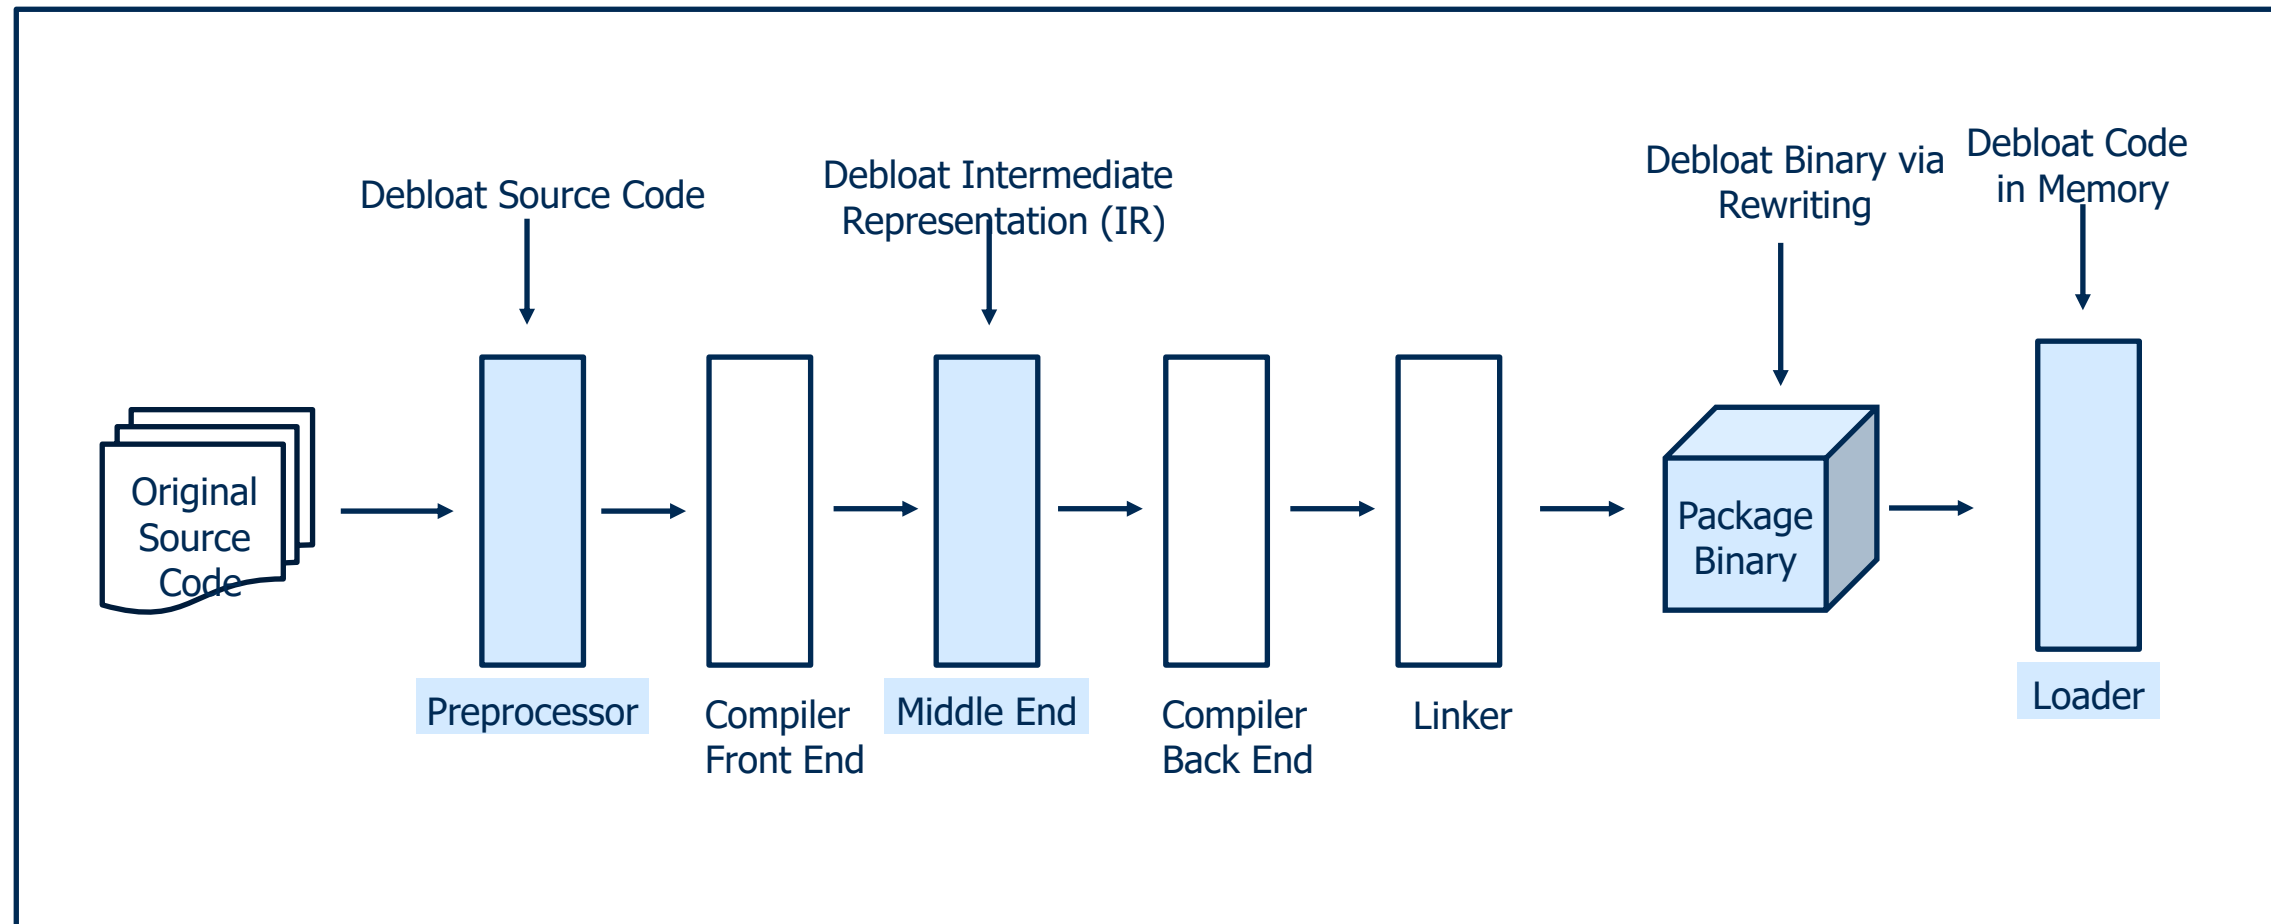 Debloat Source Code
Debloat Intermediate
Representation (IR)
Debloat Binary via
Rewriting
Debloat Code
in Memory
Original
Source
Code
Package
Binary
Preprocessor
Compiler
Front End
Middle End
Compiler
Back End
Linker
Loader